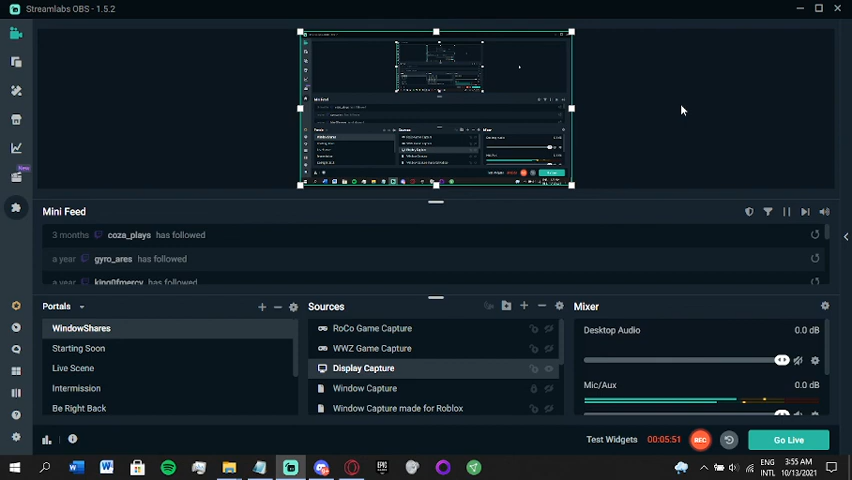 Streamlabs OBS - 1.5.2
Mini Feed
3 months coza_plays has followed
a year gyro_ares has followed
a year king0fmercy has followed
New
Portals
WindowShares
Starting Soon
Live Scene
Intermission
Be Right Back
Sources
RoCo Game Capture
WWZ Game Capture
Display Capture
Window Capture
Window Capture made for Roblox
Mixer
Desktop Audio 0.0 dB
Mic/Aux 0.0 dB
Test Widgets 00:05:51 REC Go Live
EPIC
GAMES
ENG
INTL
3:55 AM
10/13/2021